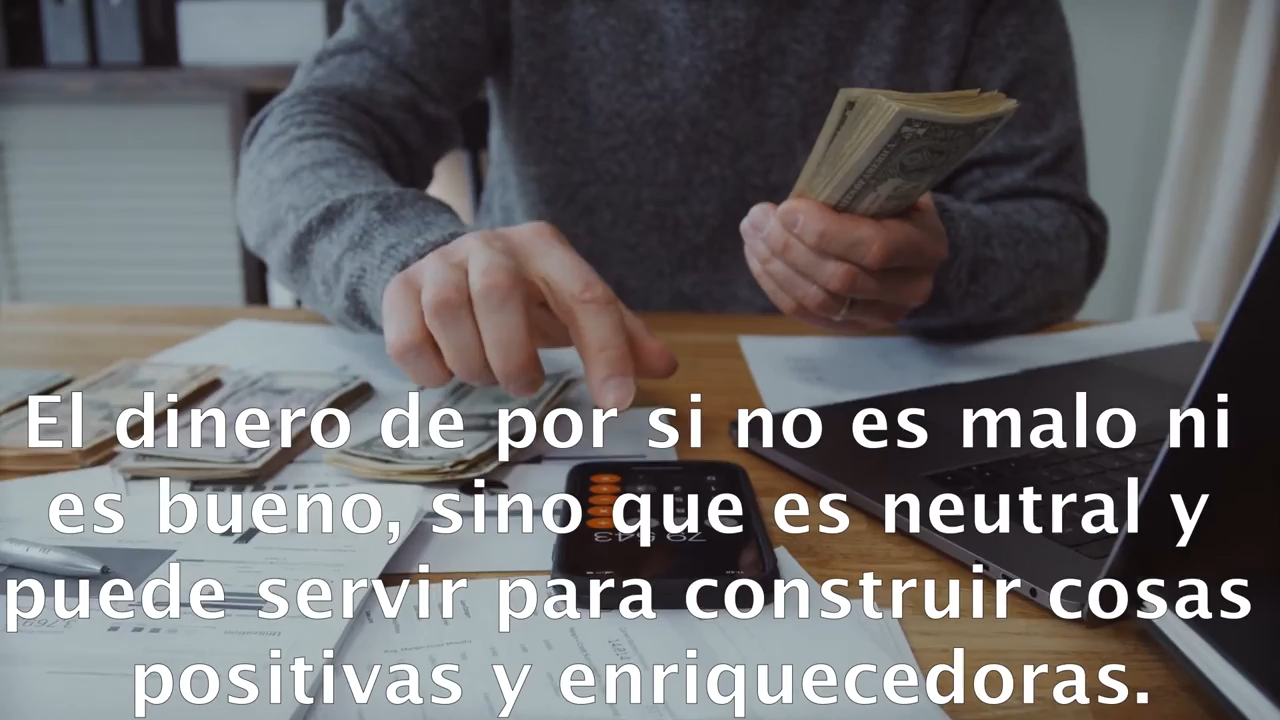 El dinero de por si no es malo ni
es bueno, sino que es neutral y
puede servir para construir cosas
positivas y enriquecedoras.